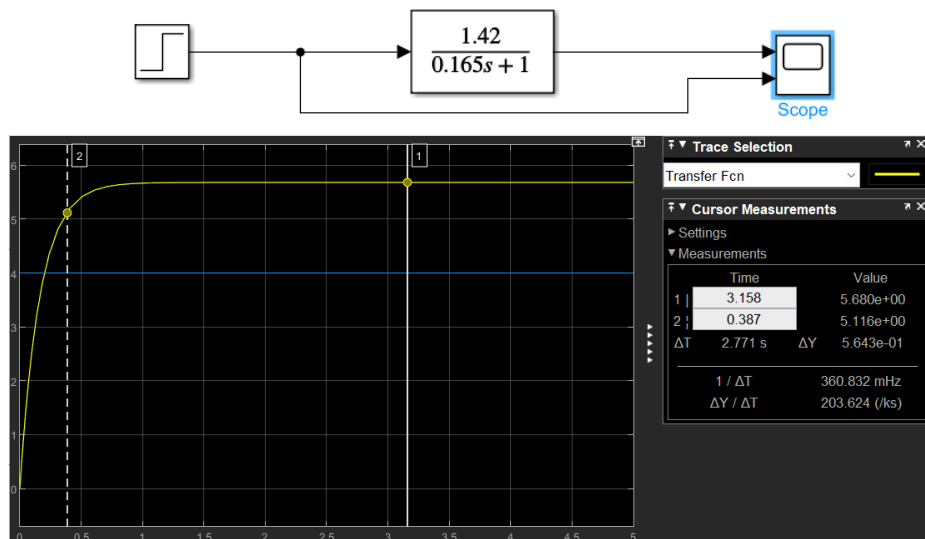 1.42
0.165s + 1
Scope
2
1
6
5
4
3
2
1
0
0
0.5
1
1.5
2
2.5
3
3.5
4
4.5
5
Trace Selection
Transfer Fcn
Cursor Measurements
Settings
Measurements
Time Value
1 | 3.158 5.680e+00
2 ¦ 0.387 5.116e+00
ΔT 2.771 s ΔY 5.643e-01
1 / ΔT 360.832 mHz
ΔY / ΔT 203.624 (/ks)